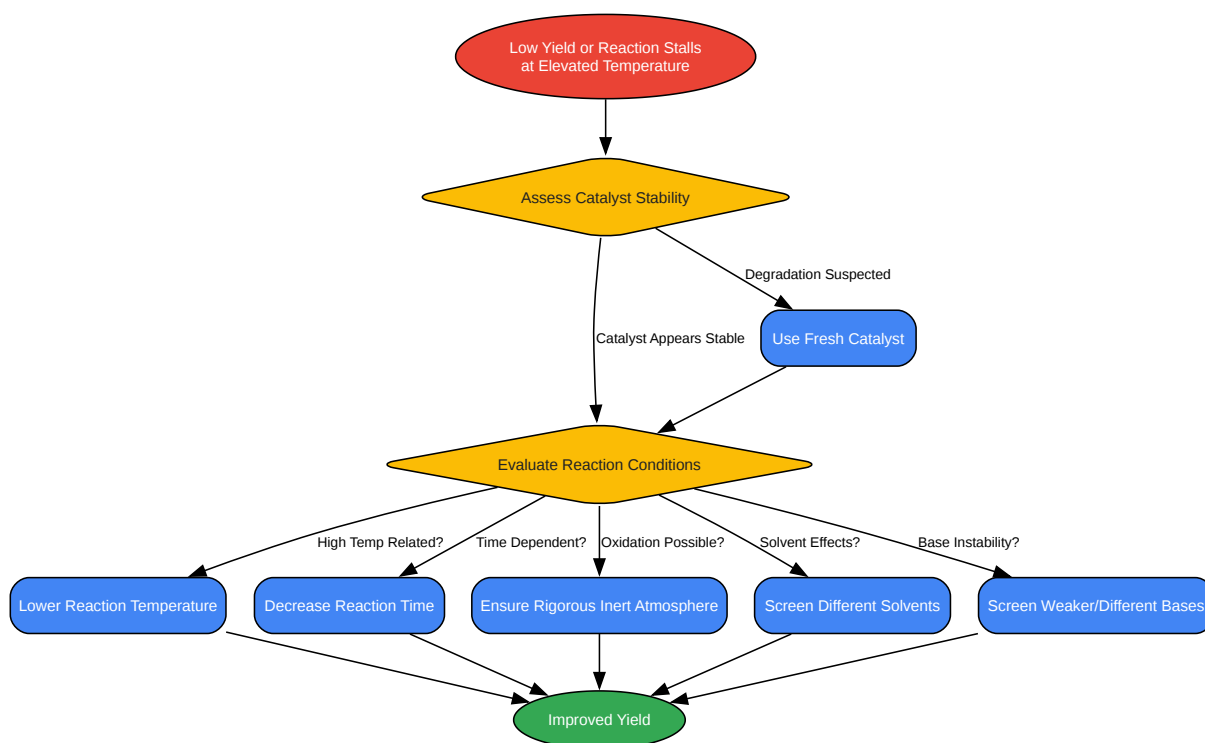 Low Yield or Reaction Stalls
at Elevated Temperature
Assess Catalyst Stability
Degradation Suspected
Catalyst Appears Stable
Use Fresh Catalyst
Evaluate Reaction Conditions
High Temp Related?
Time Dependent?
Oxidation Possible?
Solvent Effects?
Base Instability?
Lower Reaction Temperature
Decrease Reaction Time
Ensure Rigorous Inert Atmosphere
Screen Different Solvents
Screen Weaker/Different Bases
Improved Yield